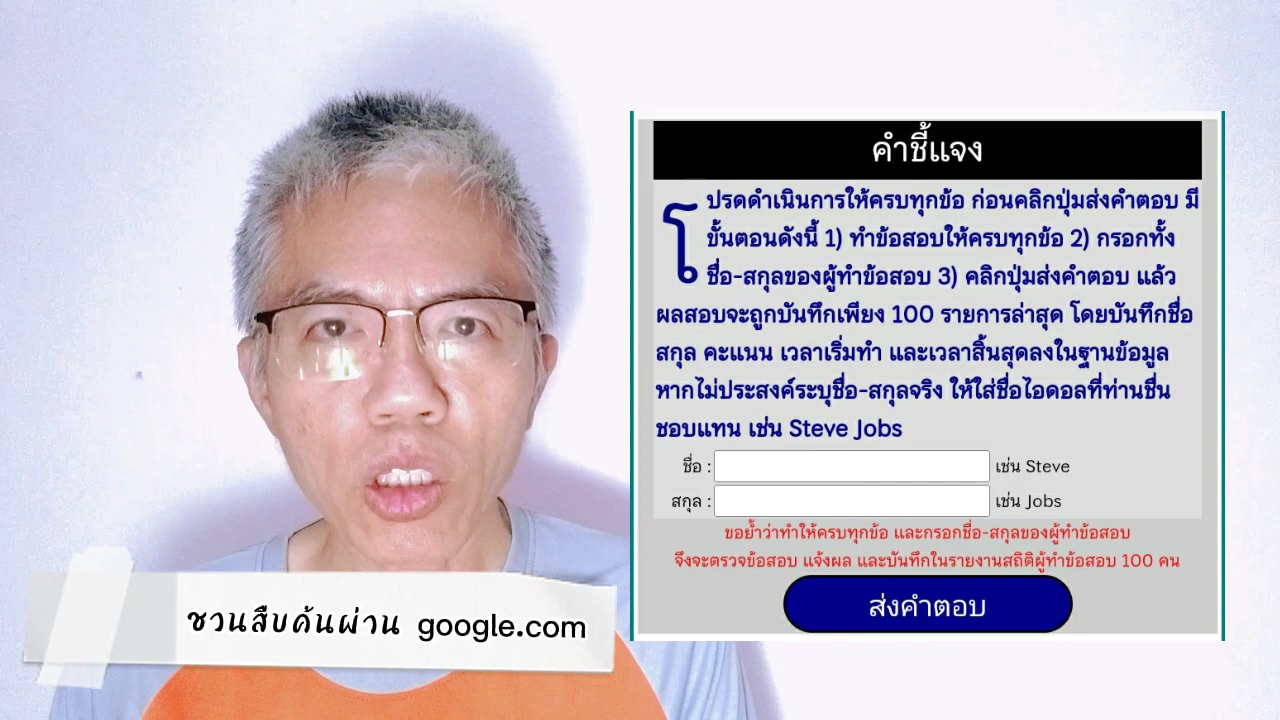 คำชี้แจง
โปรดดำเนินการให้ครบทุกข้อ ก่อนคลิกปุ่มส่งคำตอบ มี
ขั้นตอนดังนี้ 1) ทำข้อสอบให้ครบทุกข้อ 2) กรอกทั้ง
ชื่อ-สกุลของผู้ทำข้อสอบ 3) คลิกปุ่มส่งคำตอบ แล้ว
ผลสอบจะถูกบันทึกเพียง 100 รายการล่าสุด โดยบันทึกชื่อ
สกุล คะแนน เวลาเริ่มทำ และเวลาสิ้นสุดลงในฐานข้อมูล
หากไม่ประสงค์ระบุชื่อ-สกุลจริง ให้ใส่ชื่อไอดอลที่ท่านชื่น
ชอบแทน เช่น Steve Jobs
ชื่อ : เช่น Steve
สกุล : เช่น Jobs
ขอย้ำว่าทำให้ครบทุกข้อ และกรอกชื่อ-สกุลของผู้ทำข้อสอบ
จึงจะตรวจข้อสอบ แจ้งผล และบันทึกในรายงานสถิติผู้ทำข้อสอบ 100 คน
ส่งคำตอบ
ชวนสืบค้นผ่าน google.com